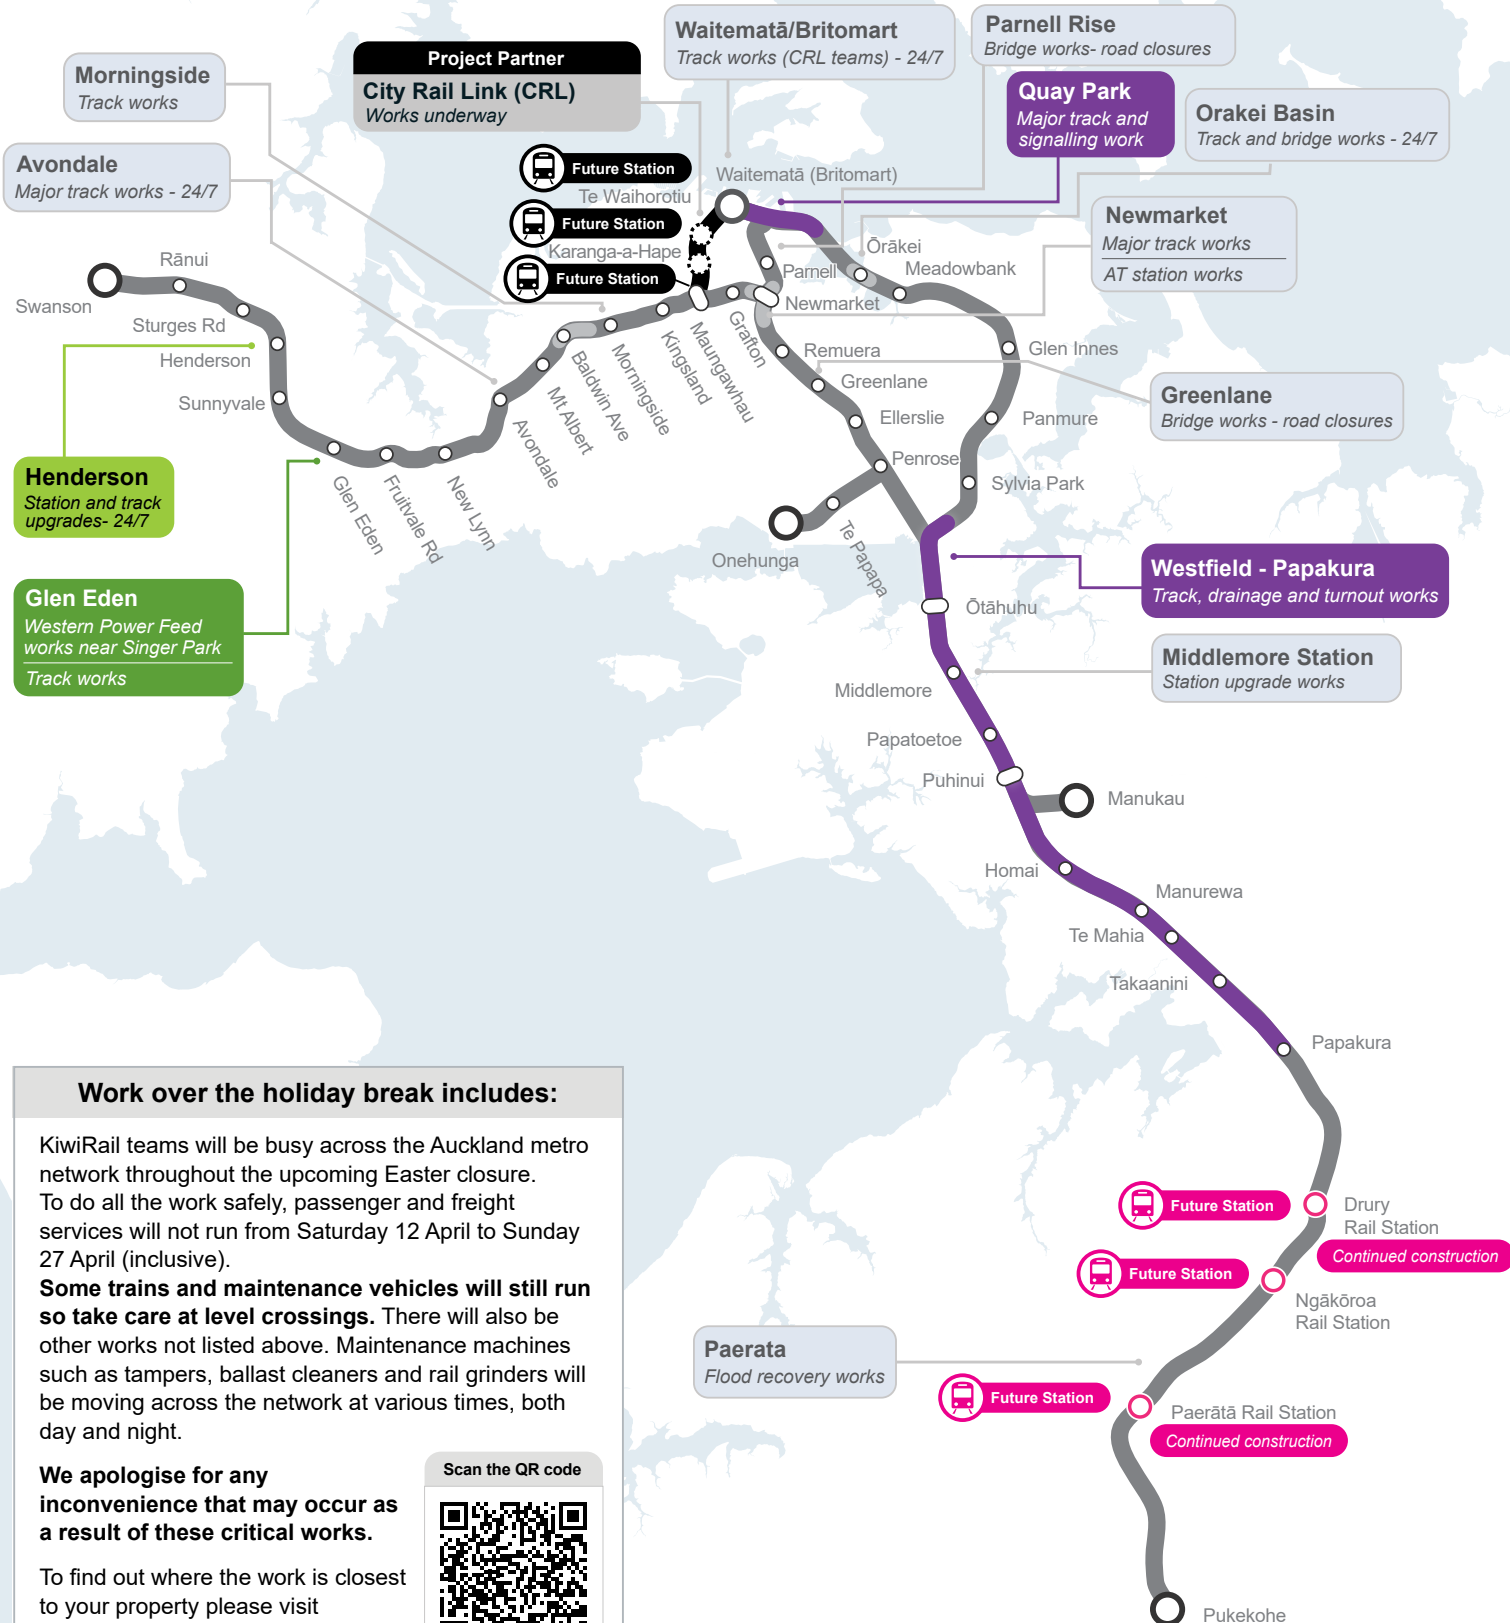 Waitematā/Britomart
Track works (CRL teams) - 24/7
Parnell Rise
Bridge works- road closures
Project Partner
City Rail Link (CRL)
Works underway
Morningside
Track works
Quay Park
Major track and
signalling work
Orakei Basin
Track and bridge works - 24/7
Avondale
Major track works - 24/7
Future Station
Te Waihorotiu
Waitematā (Britomart)
Future Station
Karanga-a-Hape
Future Station
Newmarket
Major track works
AT station works
Swanson
Rānui
Sturges Rd
Henderson
Sunnyvale
Glen Eden
Fruitvale Rd
New Lynn
Avondale
Mt Albert
Baldwin Ave
Morningside
Kingsland
Maungawhau
Grafton
Parnell
Newmarket
Ōrākei
Meadowbank
Remuera
Greenlane
Ellerslie
Penrose
Glen Innes
Panmure
Sylvia Park
Greenlane
Bridge works - road closures
Henderson
Station and track
upgrades- 24/7
Onehunga
Te Papapa
Glen Eden
Western Power Feed
works near Singer Park
Track works
Westfield - Papakura
Track, drainage and turnout works
Ōtāhuhu
Middlemore Station
Station upgrade works
Middlemore
Papatoetoe
Puhinui
Manukau
Homai
Manurewa
Te Mahia
Takaanini
Papakura
Future Station
Drury
Rail Station
Continued construction
Future Station
Ngākōroa
Rail Station
Paerata
Flood recovery works
Future Station
Paerātā Rail Station
Continued construction
Pukekohe
Work over the holiday break includes:
KiwiRail teams will be busy across the Auckland metro
network throughout the upcoming Easter closure.
To do all the work safely, passenger and freight
services will not run from Saturday 12 April to Sunday
27 April (inclusive).
Some trains and maintenance vehicles will still run
so take care at level crossings. There will also be
other works not listed above. Maintenance machines
such as tampers, ballast cleaners and rail grinders will
be moving across the network at various times, both
day and night.
We apologise for any
inconvenience that may occur as
a result of these critical works.
To find out where the work is closest
to your property please visit
Scan the QR code